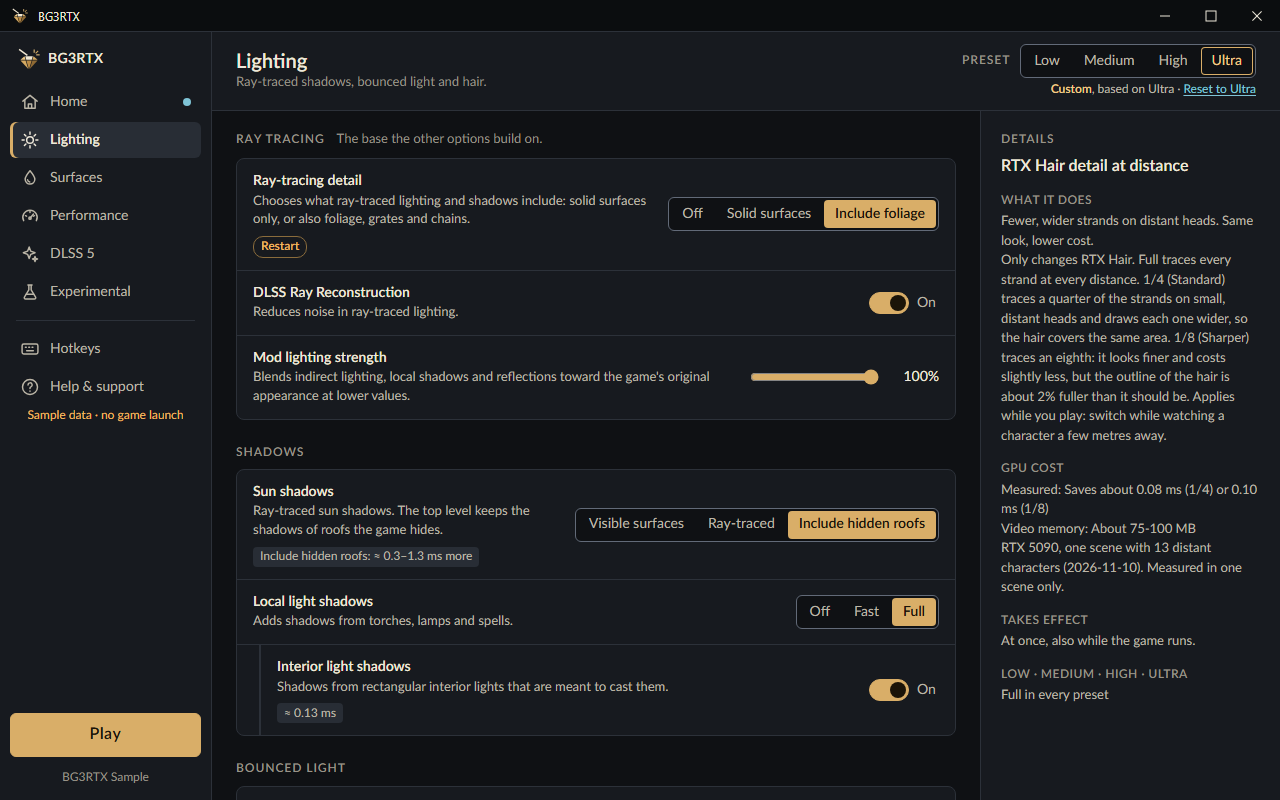 BG3RTX
BG3RTX
Home
Lighting
Surfaces
Performance
DLSS 5
Experimental
Hotkeys
Help & support
Sample data · no game launch
Play
BG3RTX Sample
Lighting
Ray-traced shadows, bounced light and hair.
PRESET
Low
Medium
High
Ultra
Custom, based on Ultra · Reset to Ultra
RAY TRACING The base the other options build on.
Ray-tracing detail
Chooses what ray-traced lighting and shadows include: solid surfaces
only, or also foliage, grates and chains.
Restart
Off
Solid surfaces
Include foliage
DLSS Ray Reconstruction
Reduces noise in ray-traced lighting.
On
Mod lighting strength
Blends indirect lighting, local shadows and reflections toward the game's original
appearance at lower values.
100%
SHADOWS
Sun shadows
Ray-traced sun shadows. The top level keeps the
shadows of roofs the game hides.
Include hidden roofs: ≈ 0.3–1.3 ms more
Visible surfaces
Ray-traced
Include hidden roofs
Local light shadows
Adds shadows from torches, lamps and spells.
Off
Fast
Full
Interior light shadows
Shadows from rectangular interior lights that are meant to cast them.
≈ 0.13 ms
On
BOUNCED LIGHT
DETAILS
RTX Hair detail at distance
WHAT IT DOES
Fewer, wider strands on distant heads. Same
look, lower cost.
Only changes RTX Hair. Full traces every
strand at every distance. 1/4 (Standard)
traces a quarter of the strands on small,
distant heads and draws each one wider, so
the hair covers the same area. 1/8 (Sharper)
traces an eighth: it looks finer and costs
slightly less, but the outline of the hair is
about 2% fuller than it should be. Applies
while you play: switch while watching a
character a few metres away.
GPU COST
Measured: Saves about 0.08 ms (1/4) or 0.10
ms (1/8)
Video memory: About 75-100 MB
RTX 5090, one scene with 13 distant
characters (2026-11-10). Measured in one
scene only.
TAKES EFFECT
At once, also while the game runs.
LOW · MEDIUM · HIGH · ULTRA
Full in every preset